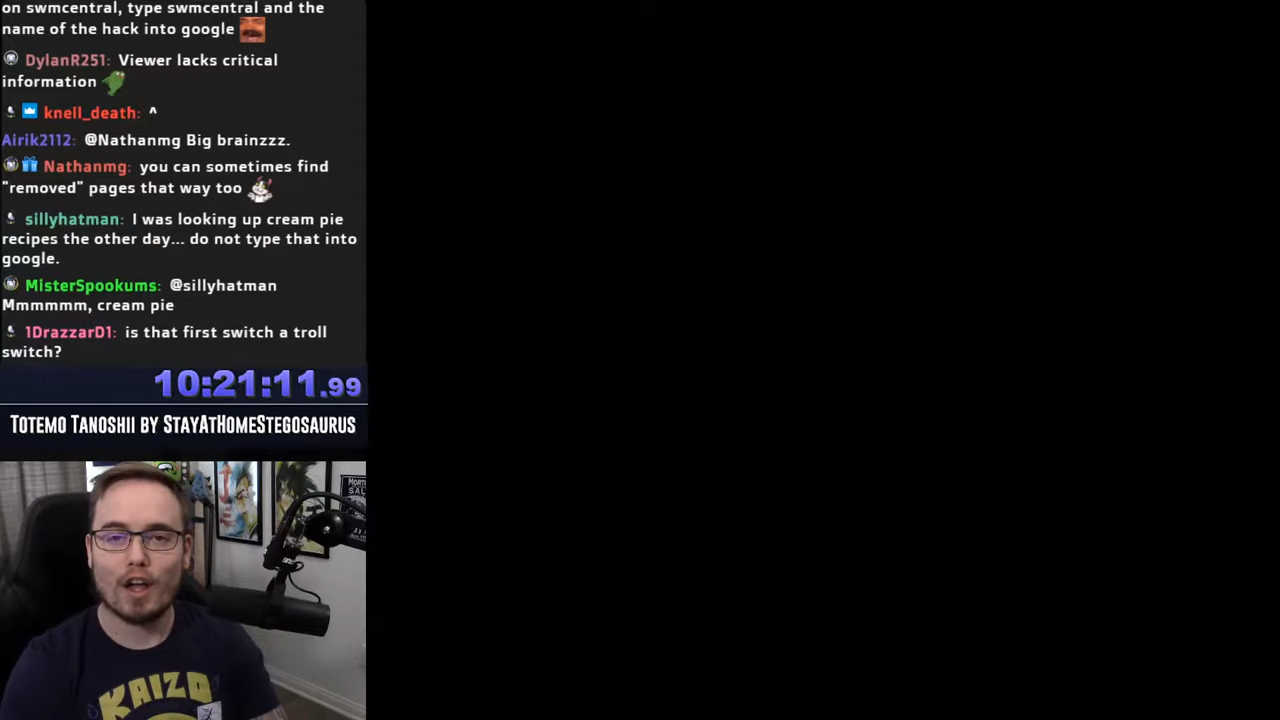 on swmcentral, type swmcentral and the
name of the hack into google
DylanR251: Viewer lacks critical
information
knell_death: ^
Airik2112: @Nathanmg Big brainzzz.
Nathanmg: you can sometimes find
"removed" pages that way too
sillyhatman: I was looking up cream pie
recipes the other day... do not type that into
google.
MisterSpookums: @sillyhatman
Mmmmmm, cream pie
1DrazzarD1: is that first switch a troll
switch?
10:21:11.99
Totemo Tanoshii by StayAtHomeStegosaurus
KAIZO